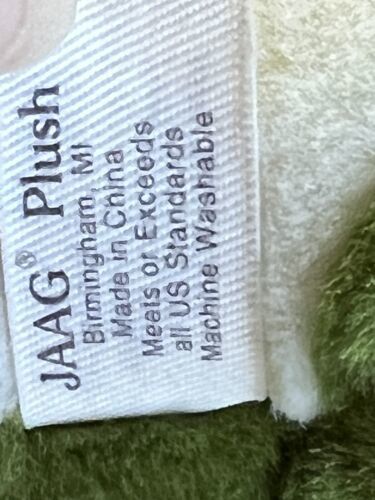 JAAG® Plush
Birmingham, MI
Made in China
Meets or Exceeds
all US Standards
Machine Washable